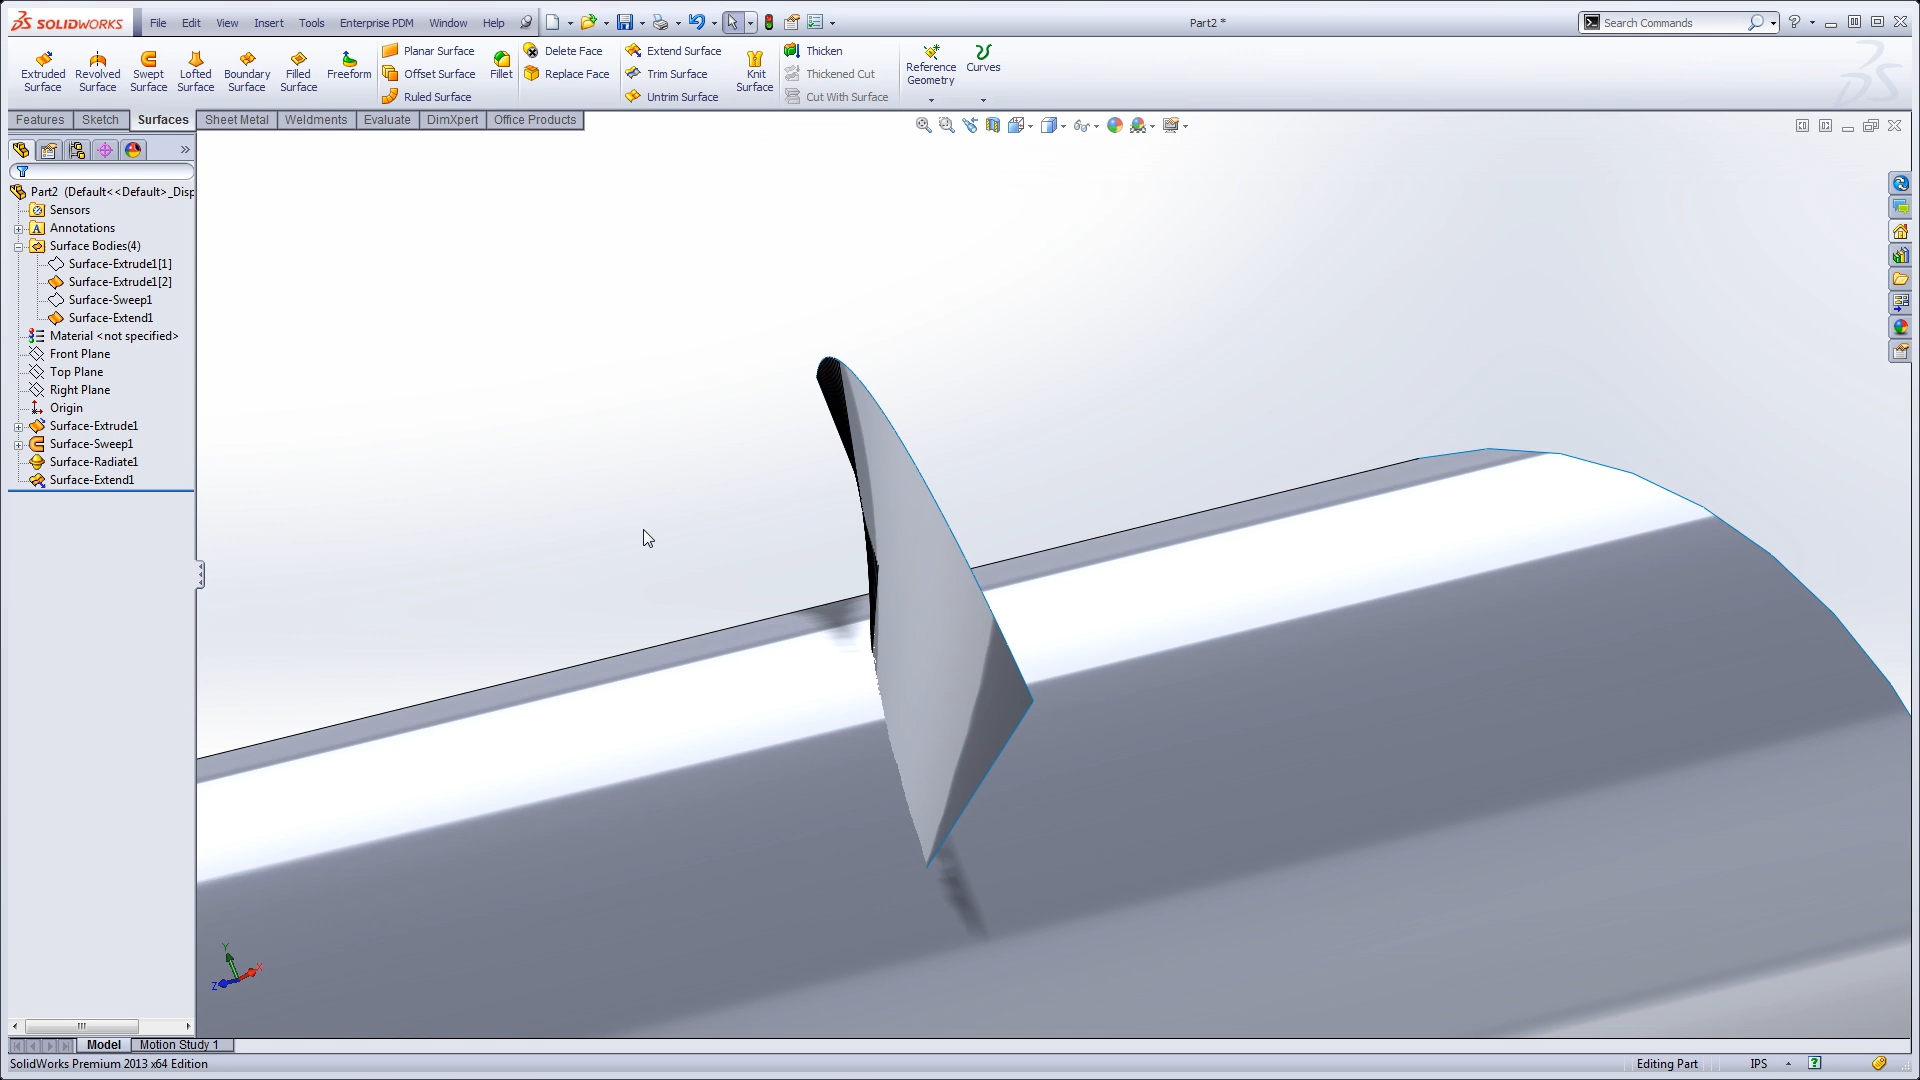 SOLIDWORKS File Edit View Insert Tools Enterprise PDM Window Help Part2 * Search Commands
Extruded Surface
Revolved Surface
Swept Surface
Lofted Surface
Boundary Surface
Filled Surface
Freeform
Planar Surface
Offset Surface
Ruled Surface
Fillet
Delete Face
Replace Face
Extend Surface
Trim Surface
Untrim Surface
Knit Surface
Thicken
Thickened Cut
Cut With Surface
Reference Geometry
Curves
Features Sketch Surfaces Sheet Metal Weldments Evaluate DimXpert Office Products
Part2 (Default<<Default>_Disp
Sensors
Annotations
Surface Bodies(4)
Surface-Extrude1[1]
Surface-Extrude1[2]
Surface-Sweep1
Surface-Extend1
Material <not specified>
Front Plane
Top Plane
Right Plane
Origin
Surface-Extrude1
Surface-Sweep1
Surface-Radiate1
Surface-Extend1
Y
X
Z
Model Motion Study 1
SolidWorks Premium 2013 x64 Edition Editing Part IPS